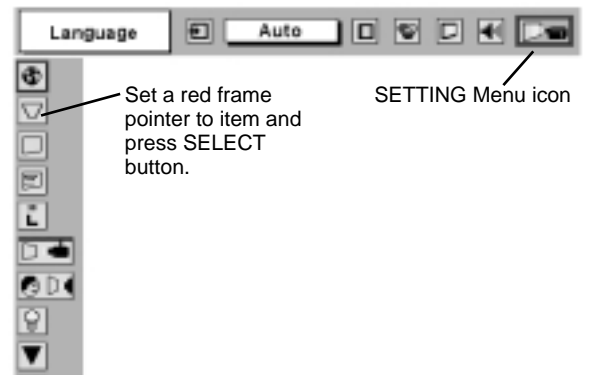 Language
Auto
Set a red frame
pointer to item and
press SELECT
button.
SETTING Menu icon